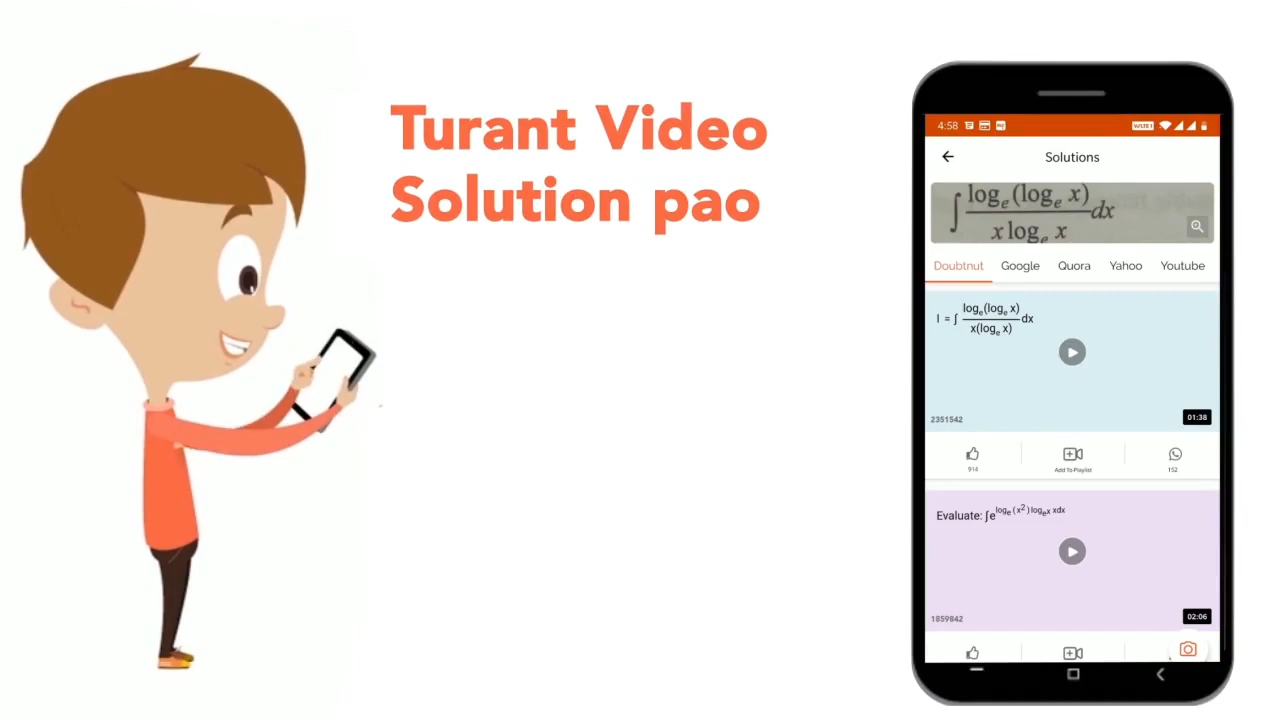 Turant Video
Solution pao
4:58
VoLTE1
Solutions
∫ logₑ(logₑ x) / x logₑ x dx
Doubtnut Google Quora Yahoo Youtube
I = ∫ logₑ(logₑ x) / x(logₑ x) dx
2351542 01:38
914 Add To Playlist 152
Evaluate: ∫e^logₑ(x²)logₑx xdx
1859842 02:06